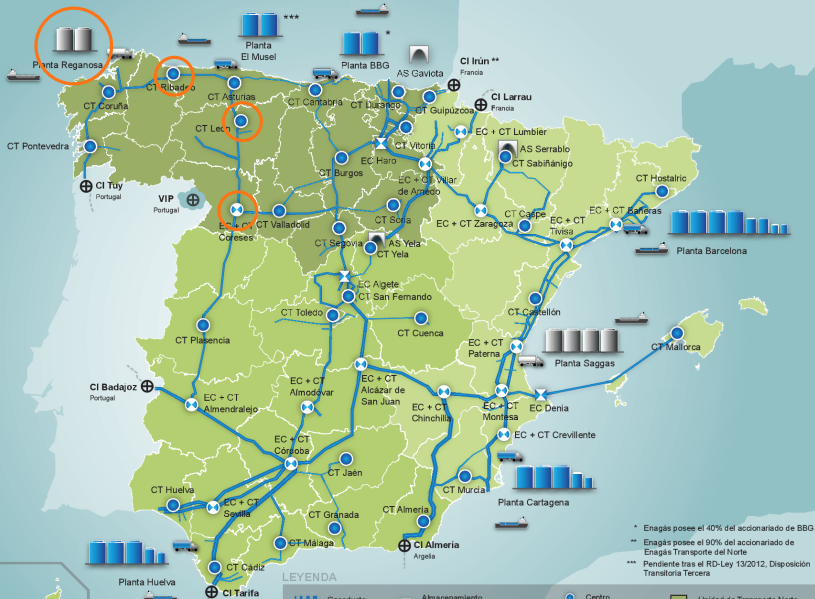 ***
Planta
El Musel
*
Planta BBG
AS Gaviota
CI Irún **
Francia
Planta Reganosa
CT Ribadeo
CT Asturias
CT Cantabria
CT Durango
CT Guipúzcoa
CI Larrau
Francia
CT Coruña
CT León
CT Vitoria
EC + CT Lumbier
AS Serrablo
CT Sabiñánigo
CT Pontevedra
EC Haro
CT Burgos
EC + CT Villar
de Arnedo
CT Hostalric
CI Tuy
Portugal
VIP
Portugal
EC + CT
Coreses
CT Valladolid
CT Soria
EC + CT Zaragoza
CT Caspe
EC + CT
Tivisa
EC + CT Bañeras
Planta Barcelona
CT Segovia
AS Yela
CT Yela
EC Algete
CT San Fernando
CT Toledo
CT Cuenca
CT Castellón
CT Plasencia
EC + CT
Paterna
Planta Saggas
CT Mallorca
CI Badajoz
Portugal
EC + CT
Almendralejo
EC + CT
Almodóvar
EC + CT
Alcázar de
San Juan
EC + CT
Chinchilla
EC + CT
Montesa
EC Denia
EC + CT
Córdoba
EC + CT Crevillente
CT Jaén
CT Huelva
EC + CT
Sevilla
CT Murcia
Planta Cartagena
CT Granada
CT Almería
CT Málaga
CI Almería
Argelia
* Enagás posee el 40% del accionariado de BBG
** Enagás posee el 90% del accionariado de
Enagás Transporte del Norte
*** Pendiente tras el RD-Ley 13/2012, Disposición
Transitoria Tercera
Planta Huelva
CT Cádiz
CI Tarifa
LEYENDA
Gasoducto
Almacenamiento
Centro
Unidad de Transporte Norte